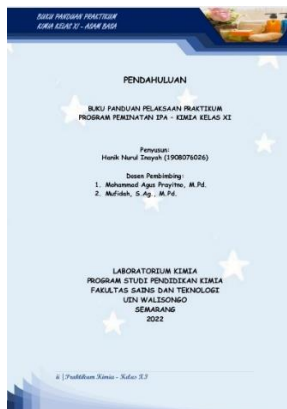 BUKU PANDUAN PRAKTIKUM
KIMIA KELAS XI - ASAM BASA
PENDAHULUAN
BUKU PANDUAN PELAKSAAN PRAKTIKUM
PROGRAM PEMINATAN IPA - KIMIA KELAS XI
Penyusun:
Hanik Nurul Inayah (1908076026)
Dosen Pembimbing:
1. Mohammad Agus Prayitno, M.Pd.
2. Mufidah, S.Ag., M.Pd.
LABORATORIUM KIMIA
PROGRAM STUDI PENDIDIKAN KIMIA
FAKULTAS SAINS DAN TEKNOLOGI
UIN WALISONGO
SEMARANG
2022
ii | Praktikum Kimia - Kelas XI